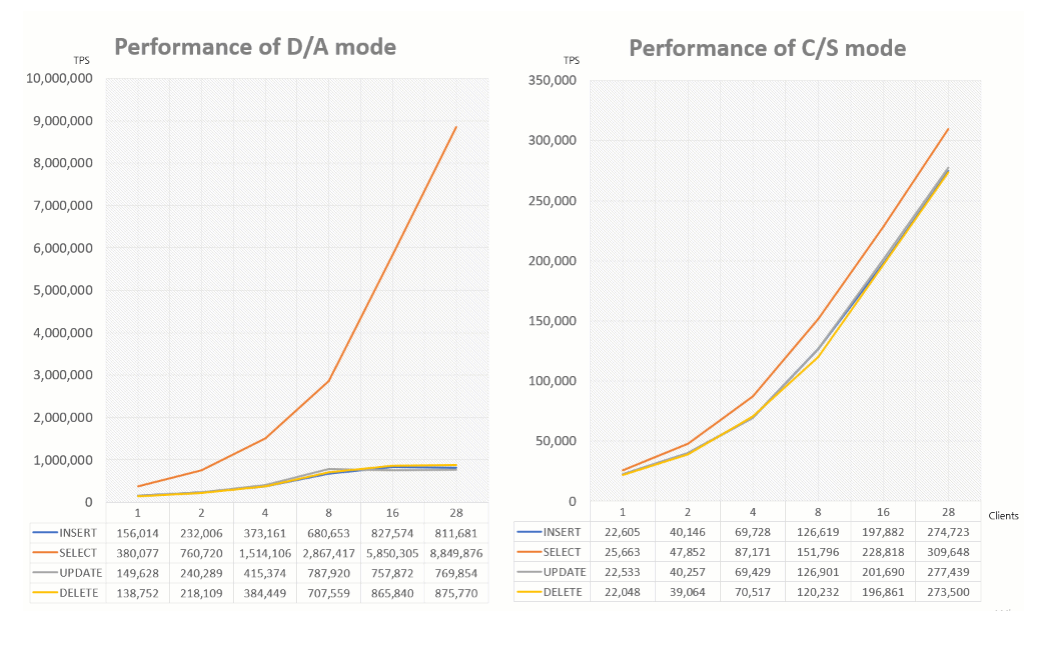 Performance of D/A mode
TPS
10,000,000
9,000,000
8,000,000
7,000,000
6,000,000
5,000,000
4,000,000
3,000,000
2,000,000
1,000,000
0
1 2 4 8 16 28
INSERT 156,014 232,006 373,161 680,653 827,574 811,681
SELECT 380,077 760,720 1,514,106 2,867,417 5,850,305 8,849,876
UPDATE 149,628 240,289 415,374 787,920 757,872 769,854
DELETE 138,752 218,109 384,449 707,559 865,840 875,770
Performance of C/S mode
TPS
350,000
300,000
250,000
200,000
150,000
100,000
50,000
0
1 2 4 8 16 28
Clients
INSERT 22,605 40,146 69,728 126,619 197,882 274,723
SELECT 25,663 47,852 87,171 151,796 228,818 309,648
UPDATE 22,533 40,257 69,429 126,901 201,690 277,439
DELETE 22,048 39,064 70,517 120,232 196,861 273,500